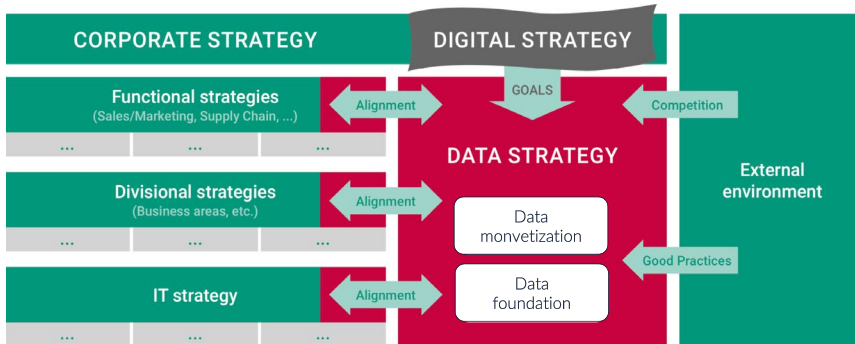 CORPORATE STRATEGY
DIGITAL STRATEGY
GOALS
Functional strategies
(Sales/Marketing, Supply Chain, ...)
...
...
...
Alignment
Competition
DATA STRATEGY
External
environment
Divisional strategies
(Business areas, etc.)
...
...
...
Alignment
Data
monvetization
Good Practices
IT strategy
...
...
...
Alignment
Data
foundation